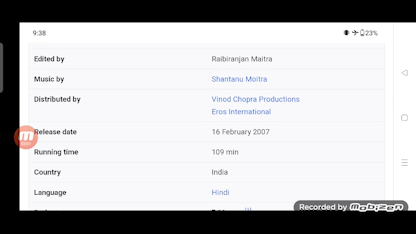 9:38
23%
Edited by Raibiranjan Maitra
Music by Shantanu Moitra
Distributed by Vinod Chopra Productions
Eros International
Release date 16 February 2007
Running time 109 min
Country India
Language Hindi
Recorded by Mobizen